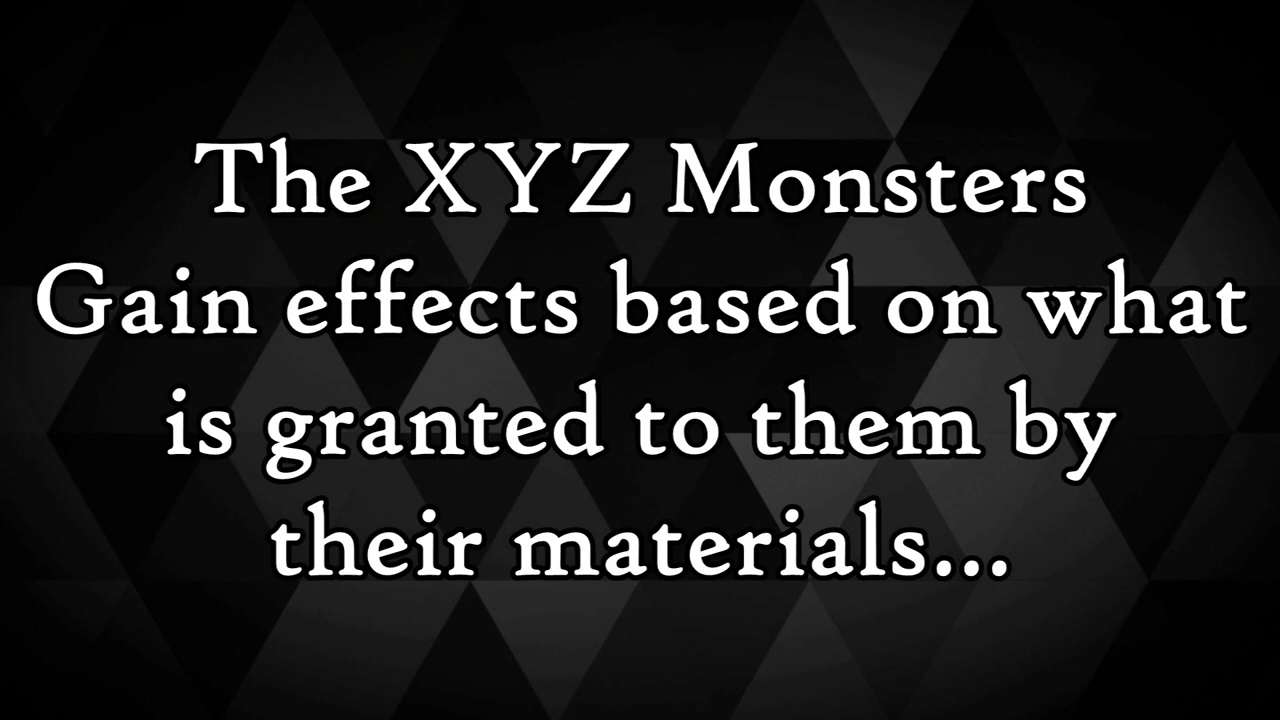 The XYZ Monsters
Gain effects based on what
is granted to them by
their materials...